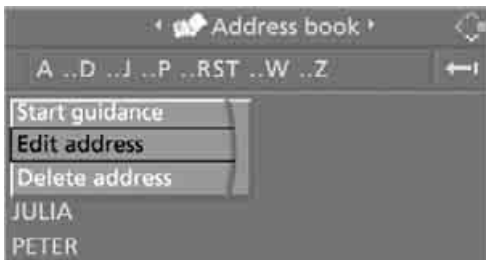 Address book
A ..D ..J ..P ..RST ..W ..Z
Start guidance
Edit address
Delete address
JULIA
PETER